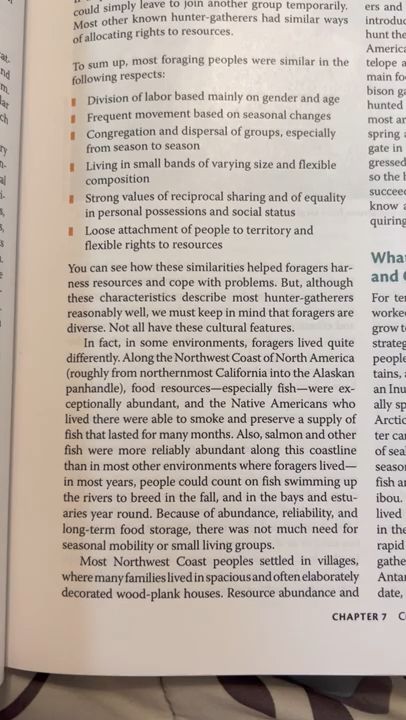 could simply leave to join another group temporarily.
Most other known hunter-gatherers had similar ways
of allocating rights to resources.
To sum up, most foraging peoples were similar in the
following respects:
Division of labor based mainly on gender and age
Frequent movement based on seasonal changes
Congregation and dispersal of groups, especially
from season to season
Living in small bands of varying size and flexible
composition
Strong values of reciprocal sharing and of equality
in personal possessions and social status
Loose attachment of people to territory and
flexible rights to resources
You can see how these similarities helped foragers har-
ness resources and cope with problems. But, although
these characteristics describe most hunter-gatherers
reasonably well, we must keep in mind that foragers are
diverse. Not all have these cultural features.
In fact, in some environments, foragers lived quite
differently. Along the Northwest Coast of North America
(roughly from northernmost California into the Alaskan
panhandle), food resources—especially fish—were ex-
ceptionally abundant, and the Native Americans who
lived there were able to smoke and preserve a supply of
fish that lasted for many months. Also, salmon and other
fish were more reliably abundant along this coastline
than in most other environments where foragers lived—
in most years, people could count on fish swimming up
the rivers to breed in the fall, and in the bays and estu-
aries year round. Because of abundance, reliability, and
long-term food storage, there was not much need for
seasonal mobility or small living groups.
Most Northwest Coast peoples settled in villages,
where many families lived in spacious and often elaborately
decorated wood-plank houses. Resource abundance and
CHAPTER 7
ers and
introduc
hunt the
America
telope a
main fo
bison ga
hunted
most ar
spring a
gate in
gressed
so the b
succeed
know a
quiring
What
and C
For ter
worke
grow t
strateg
people
tains,
an Inu
ally sp
Arctic
ter car
of sea
season
fish a
ibou.
lived
in the
rapid
gathe
Antar
date,